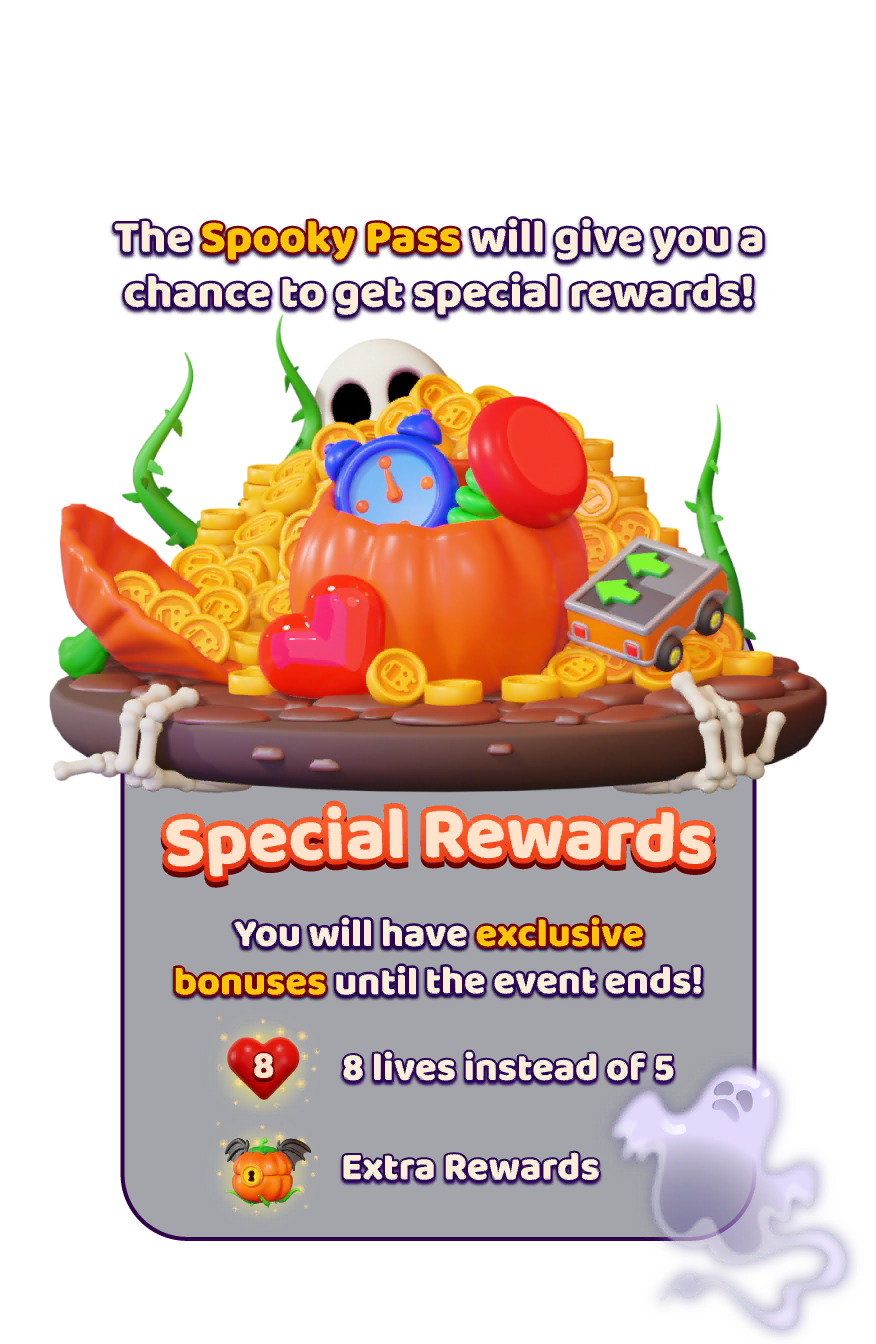 The Spooky Pass will give you a
chance to get special rewards!
Special Rewards
You will have exclusive
bonuses until the event ends!
8
8 lives instead of 5
Extra Rewards